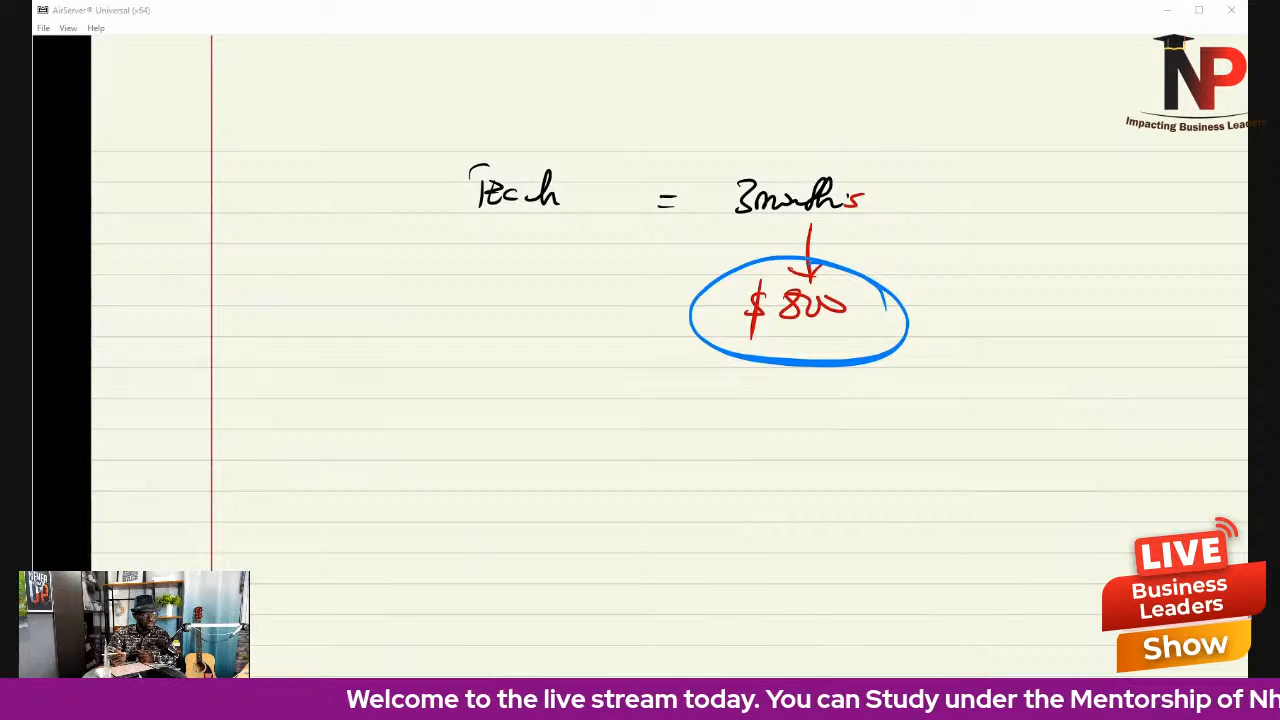 AirServer® Universal (x64)
File View Help
NP
Impacting Business Leaders
Tech = 3months
$800
LIVE
Business
Leaders
Show
Welcome to the live stream today. You can Study under the Mentorship of Nh